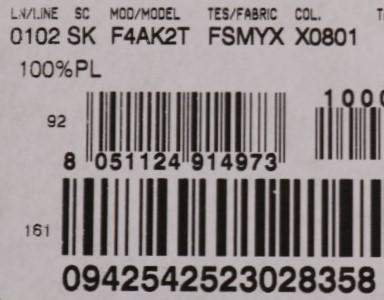 LN/LINE SC MOD/MODEL TES/FABRIC COL.
0102 SK F4AK2T FSMYX X0801
100%PL
1000
92
8 051124 914973
161
0942542523028358